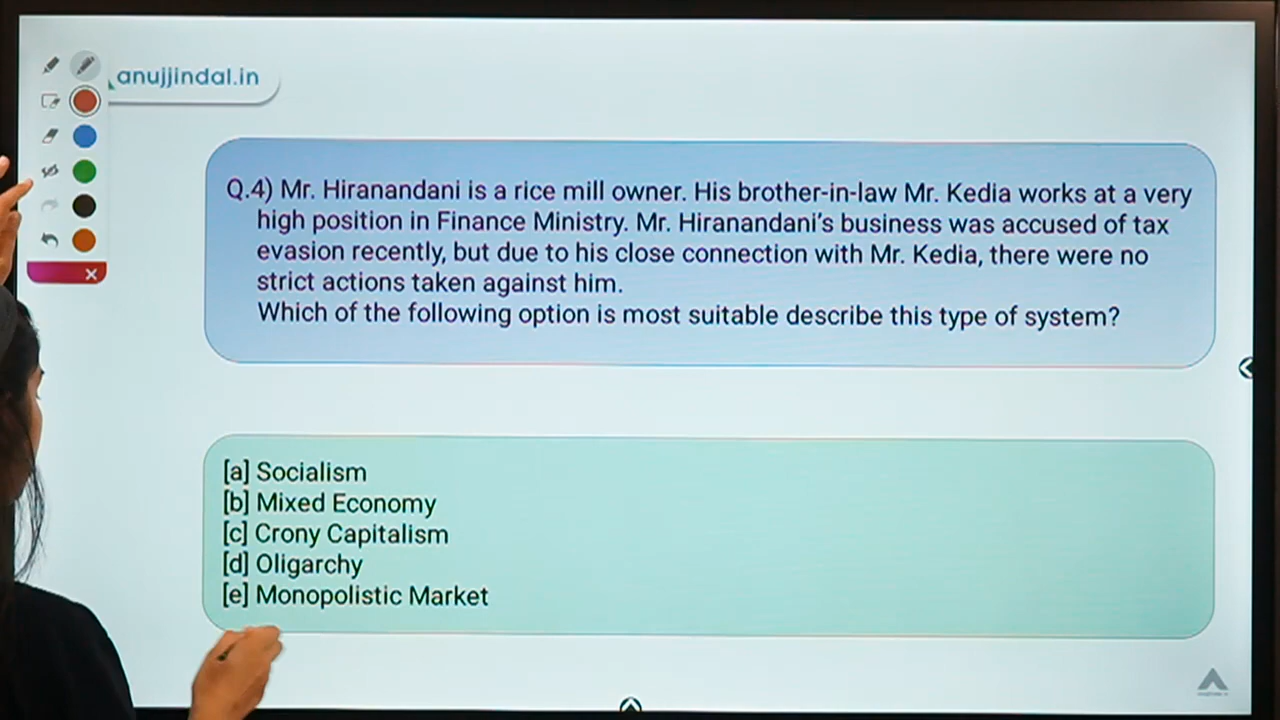 anujjindal.in
Q.4) Mr. Hiranandani is a rice mill owner. His brother-in-law Mr. Kedia works at a very
high position in Finance Ministry. Mr. Hiranandani's business was accused of tax
evasion recently, but due to his close connection with Mr. Kedia, there were no
strict actions taken against him.
Which of the following option is most suitable describe this type of system?
[a] Socialism
[b] Mixed Economy
[c] Crony Capitalism
[d] Oligarchy
[e] Monopolistic Market